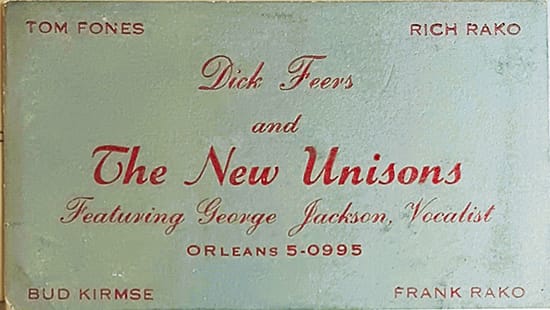 TOM FONES RICH RAKO
Dick Feers
and
The New Unisons
Featuring George Jackson, Vocalist
ORLEANS 5-0995
BUD KIRMSE FRANK RAKO